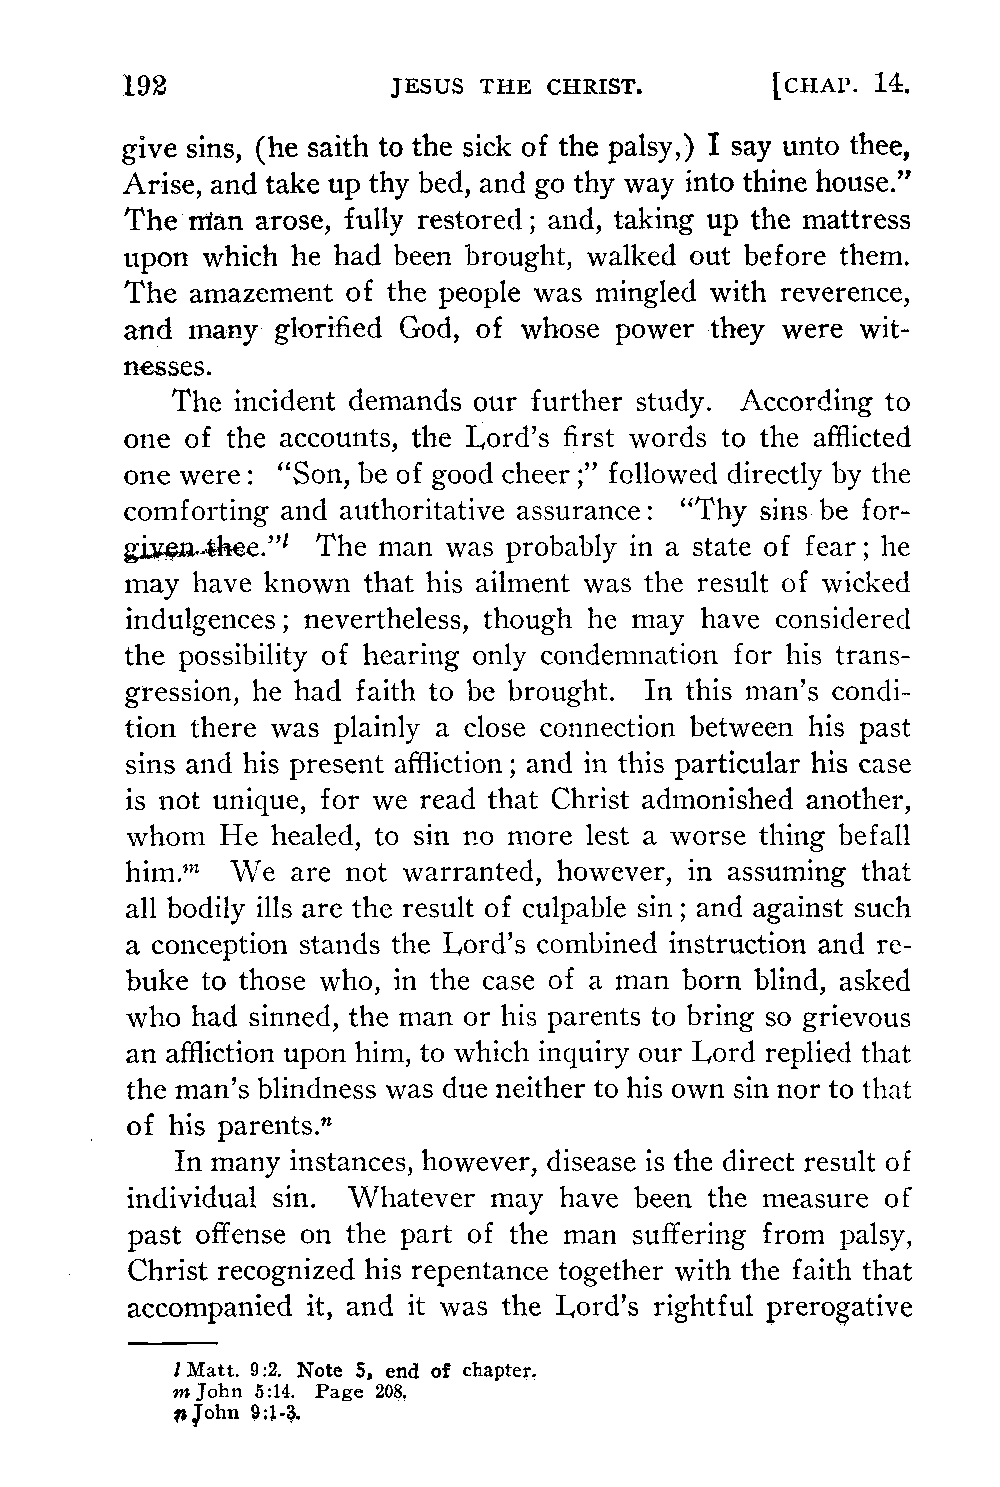 192 JESUS THE CHRIST. [CHAP. 14.
give sins, (he saith to the sick of the palsy,) I say unto thee,
Arise, and take up thy bed, and go thy way into thine house."
The man arose, fully restored; and, taking up the mattress
upon which he had been brought, walked out before them.
The amazement of the people was mingled with reverence,
and many glorified God, of whose power they were wit-
nesses.
The incident demands our further study. According to
one of the accounts, the Lord's first words to the afflicted
one were: "Son, be of good cheer;" followed directly by the
comforting and authoritative assurance: "Thy sins be for-
given thee."l The man was probably in a state of fear; he
may have known that his ailment was the result of wicked
indulgences; nevertheless, though he may have considered
the possibility of hearing only condemnation for his trans-
gression, he had faith to be brought. In this man's condi-
tion there was plainly a close connection between his past
sins and his present affliction; and in this particular his case
is not unique, for we read that Christ admonished another,
whom He healed, to sin no more lest a worse thing befall
him.m We are not warranted, however, in assuming that
all bodily ills are the result of culpable sin; and against such
a conception stands the Lord's combined instruction and re-
buke to those who, in the case of a man born blind, asked
who had sinned, the man or his parents to bring so grievous
an affliction upon him, to which inquiry our Lord replied that
the man's blindness was due neither to his own sin nor to that
of his parents.n
In many instances, however, disease is the direct result of
individual sin. Whatever may have been the measure of
past offense on the part of the man suffering from palsy,
Christ recognized his repentance together with the faith that
accompanied it, and it was the Lord's rightful prerogative
l Matt. 9:2. Note 5, end of chapter.
m John 5:14. Page 208.
n John 9:1-3.